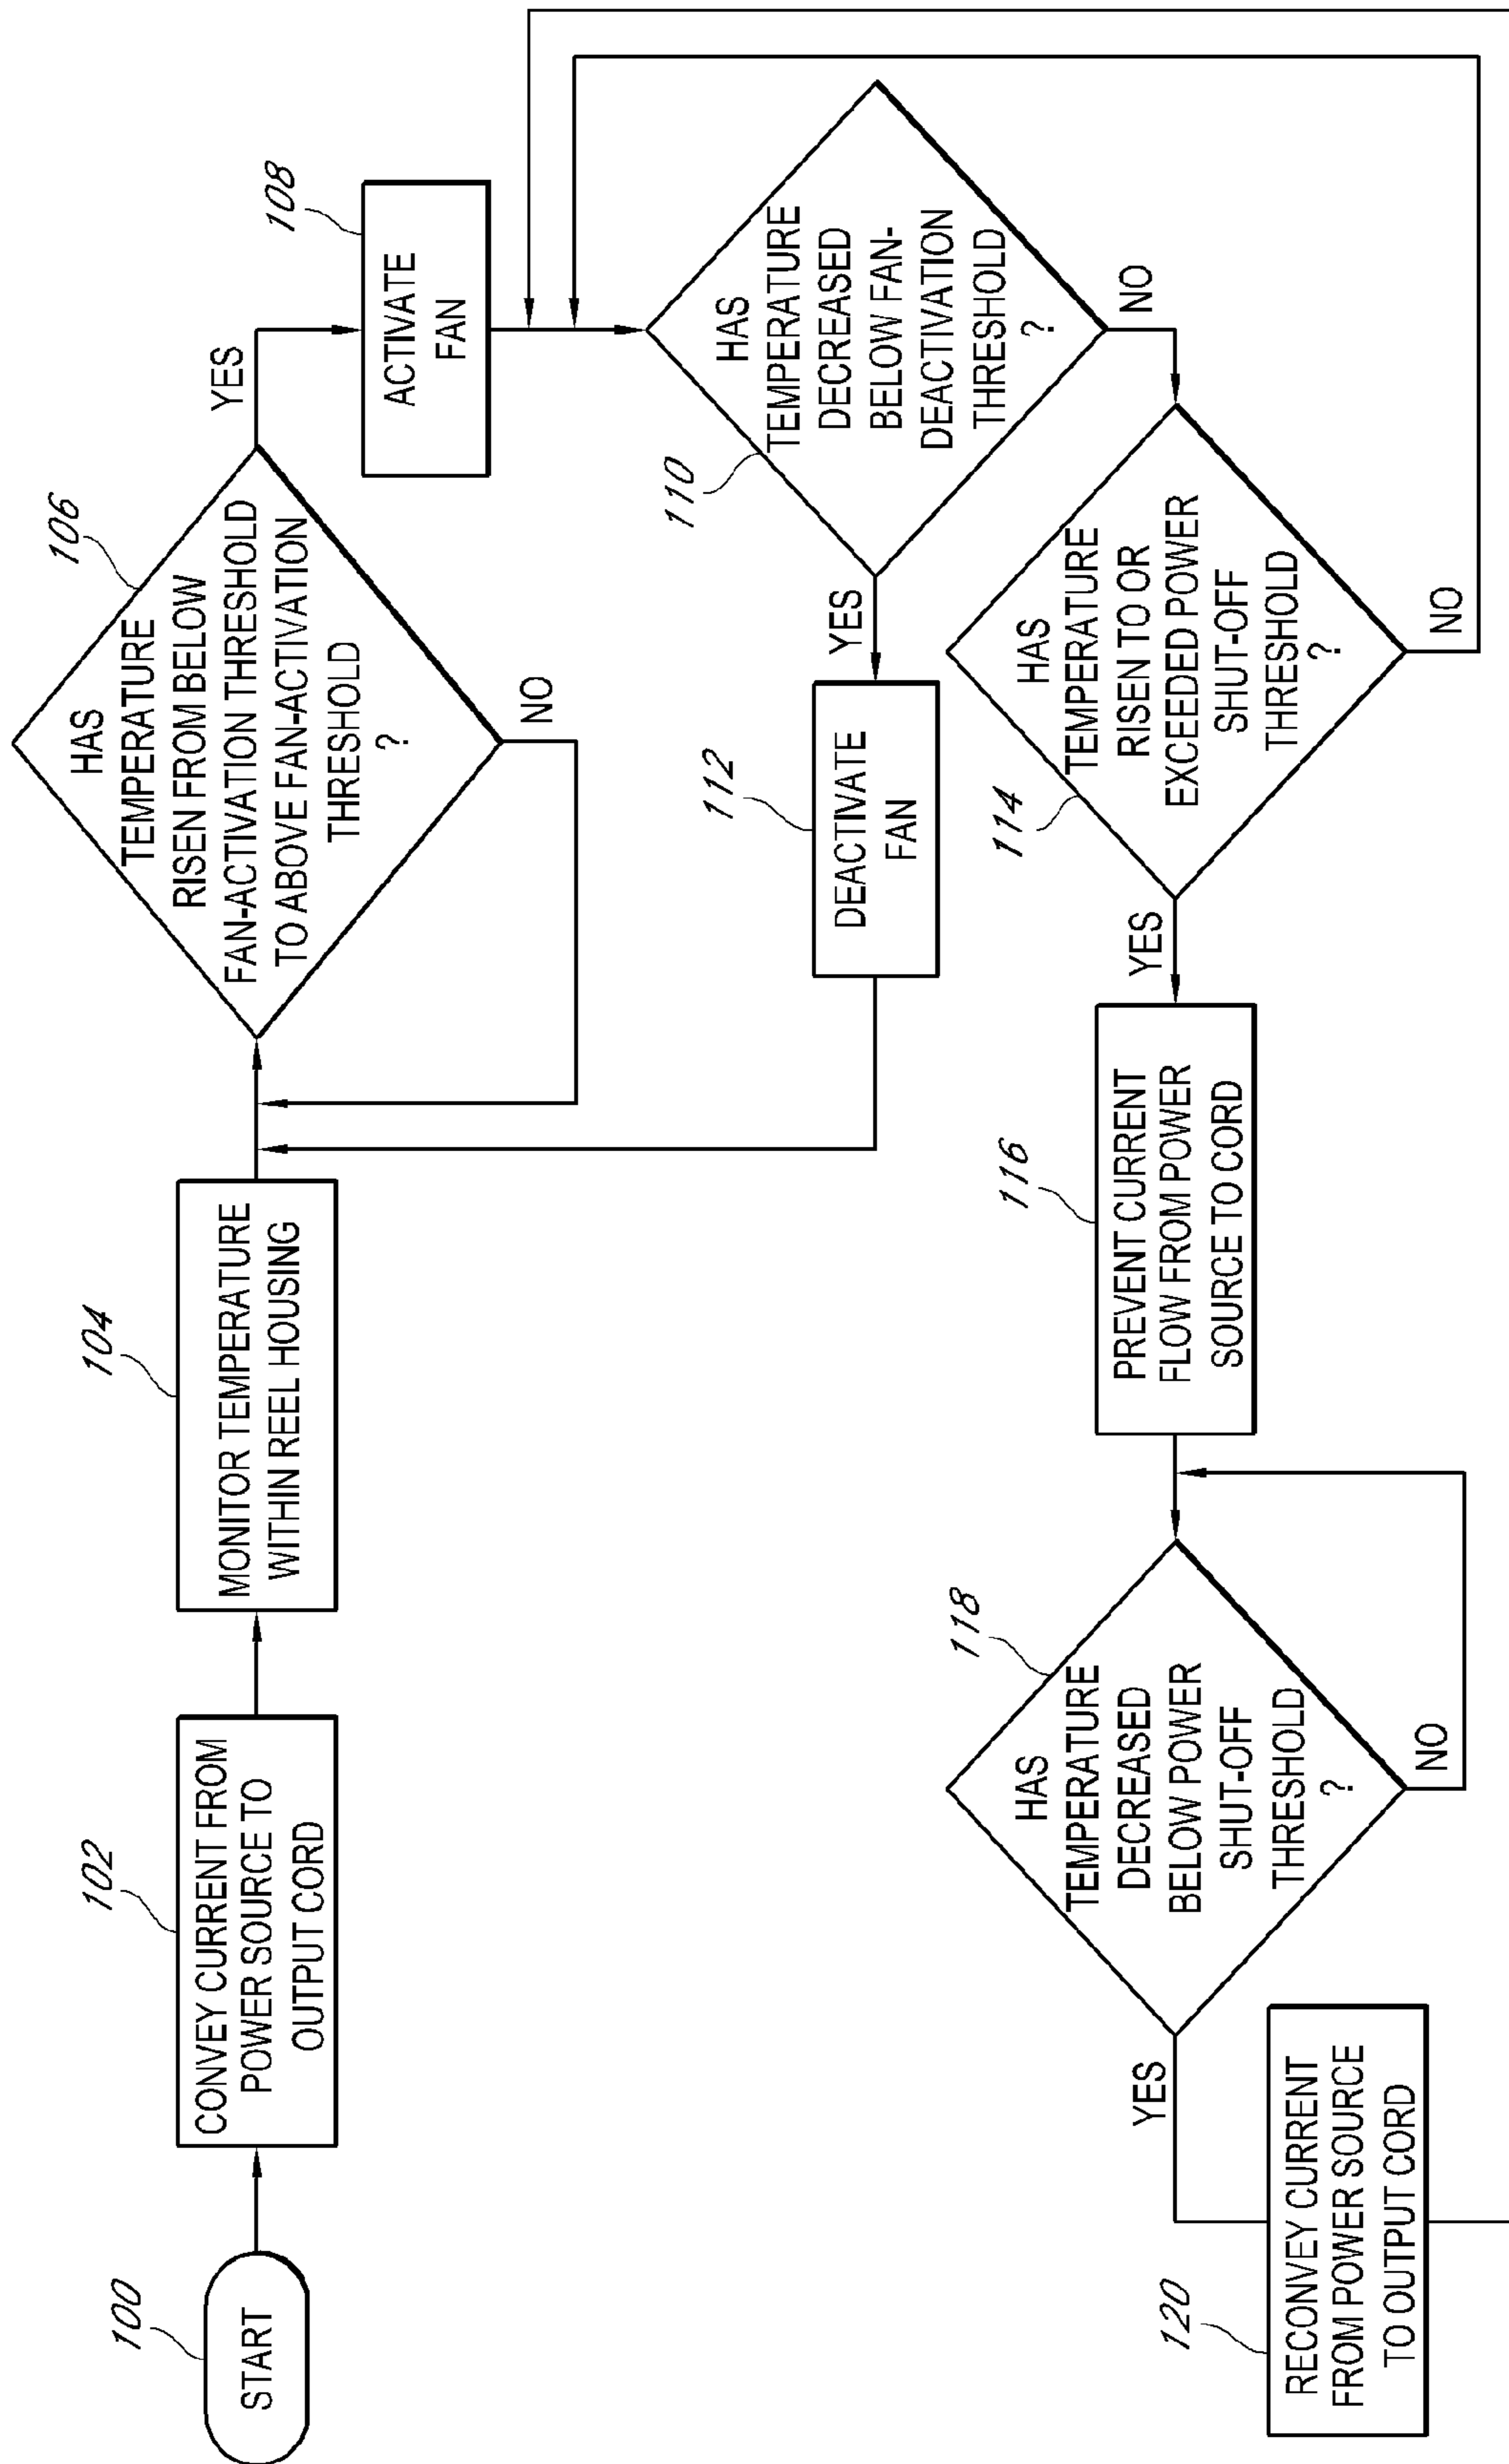 100
START
102
CONVEY CURRENT FROM
POWER SOURCE TO
OUTPUT CORD
104
MONITOR TEMPERATURE
WITHIN REEL HOUSING
106
HAS
TEMPERATURE
RISEN FROM BELOW
FAN-ACTIVATION THRESHOLD
TO ABOVE FAN-ACTIVATION
THRESHOLD
?
YES
NO
108
ACTIVATE
FAN
110
HAS
TEMPERATURE
DECREASED
BELOW FAN-
DEACTIVATION
THRESHOLD
?
YES
NO
112
DEACTIVATE
FAN
114
HAS
TEMPERATURE
RISEN TO OR
EXCEEDED POWER
SHUT-OFF
THRESHOLD
?
YES
NO
116
PREVENT CURRENT
FLOW FROM POWER
SOURCE TO CORD
118
HAS
TEMPERATURE
DECREASED
BELOW POWER
SHUT-OFF
THRESHOLD
?
YES
NO
120
RECONVEY CURRENT
FROM POWER SOURCE
TO OUTPUT CORD